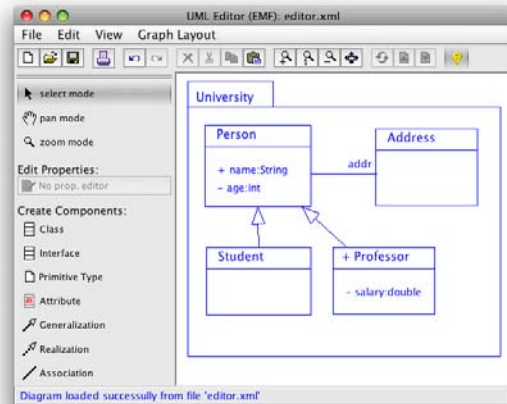 UML Editor (EMF): editor.xml
File Edit View Graph Layout
select mode
pan mode
zoom mode
Edit Properties:
No prop. editor
Create Components:
Class
Interface
Primitive Type
Attribute
Generalization
Realization
Association
University
Person
+ name:String
- age:int
addr
Address
Student
+ Professor
- salary:double
Diagram loaded successully from file 'editor.xml'